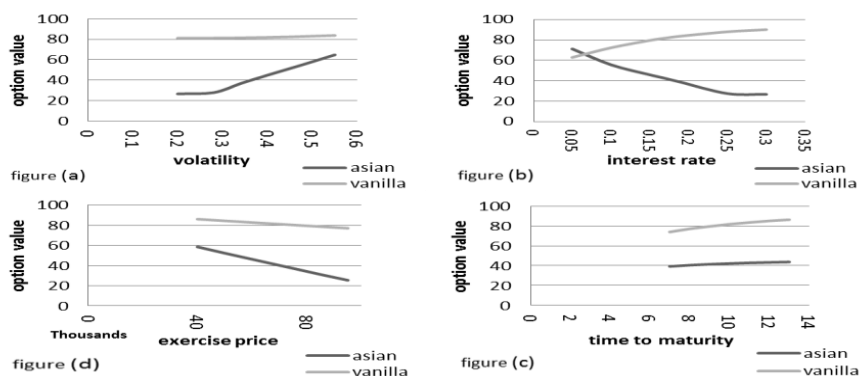 option value
100
80
60
40
20
0
0
0.1
0.2
0.3
0.4
0.5
0.6
volatility
figure (a)
asian
vanilla
option value
100
80
60
40
20
0
0
0.05
0.1
0.15
0.2
0.25
0.3
0.35
interest rate
figure (b)
asian
vanilla
option value
100
80
60
40
20
0
0
40
80
Thousands
exercise price
figure (d)
asian
vanilla
option value
100
80
60
40
20
0
0
2
4
6
8
10
12
14
time to maturity
figure (c)
asian
vanilla